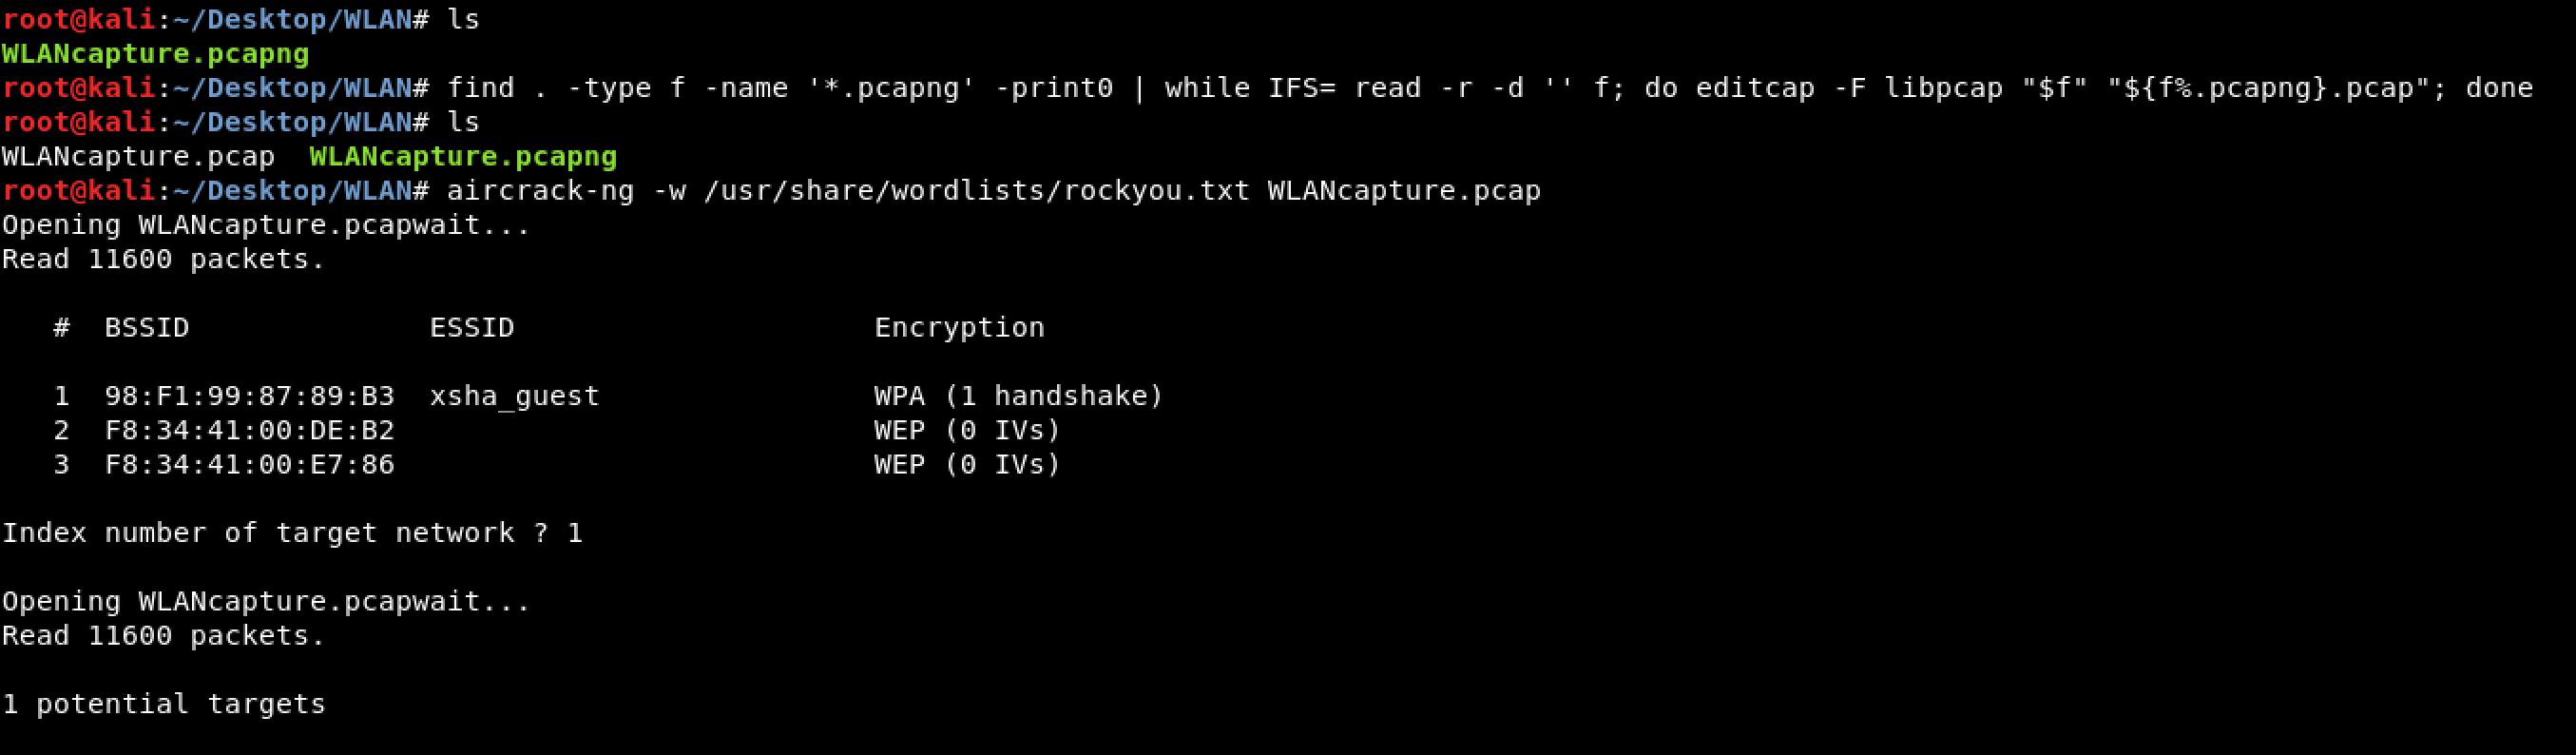 root@kali:~/Desktop/WLAN# ls
WLANcapture.pcapng
root@kali:~/Desktop/WLAN# find . -type f -name '*.pcapng' -print0 | while IFS= read -r -d '' f; do editcap -F libpcap "$f" "${f%.pcapng}.pcap"; done
root@kali:~/Desktop/WLAN# ls
WLANcapture.pcap  WLANcapture.pcapng
root@kali:~/Desktop/WLAN# aircrack-ng -w /usr/share/wordlists/rockyou.txt WLANcapture.pcap
Opening WLANcapture.pcapwait...
Read 11600 packets.
   #  BSSID              ESSID                     Encryption
   1  98:F1:99:87:89:B3  xsha_guest                WPA (1 handshake)
   2  F8:34:41:00:DE:B2                            WEP (0 IVs)
   3  F8:34:41:00:E7:86                            WEP (0 IVs)
Index number of target network ? 1
Opening WLANcapture.pcapwait...
Read 11600 packets.
1 potential targets